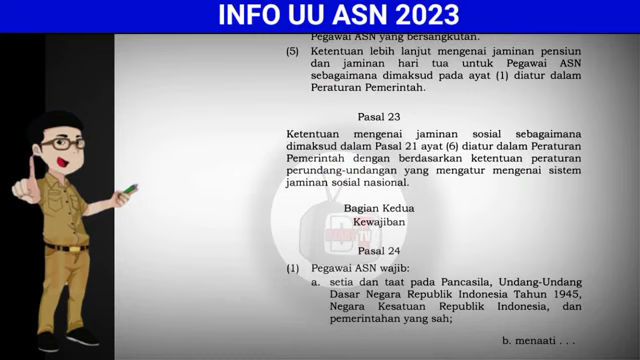 INFO UU ASN 2023
Pegawai ASN yang bersangkutan.
(5) Ketentuan lebih lanjut mengenai jaminan pensiun
dan jaminan hari tua untuk Pegawai ASN
sebagaimana dimaksud pada ayat (1) diatur dalam
Peraturan Pemerintah.
Pasal 23
Ketentuan mengenai jaminan sosial sebagaimana
dimaksud dalam Pasal 21 ayat (6) diatur dalam Peraturan
Pemerintah dengan berdasarkan ketentuan peraturan
perundang-undangan yang mengatur mengenai sistem
jaminan sosial nasional.
Bagian Kedua
Kewajiban
Pasal 24
(1) Pegawai ASN wajib:
a. setia dan taat pada Pancasila, Undang-Undang
Dasar Negara Republik Indonesia Tahun 1945,
Negara Kesatuan Republik Indonesia, dan
pemerintahan yang sah;
b. menaati . . .